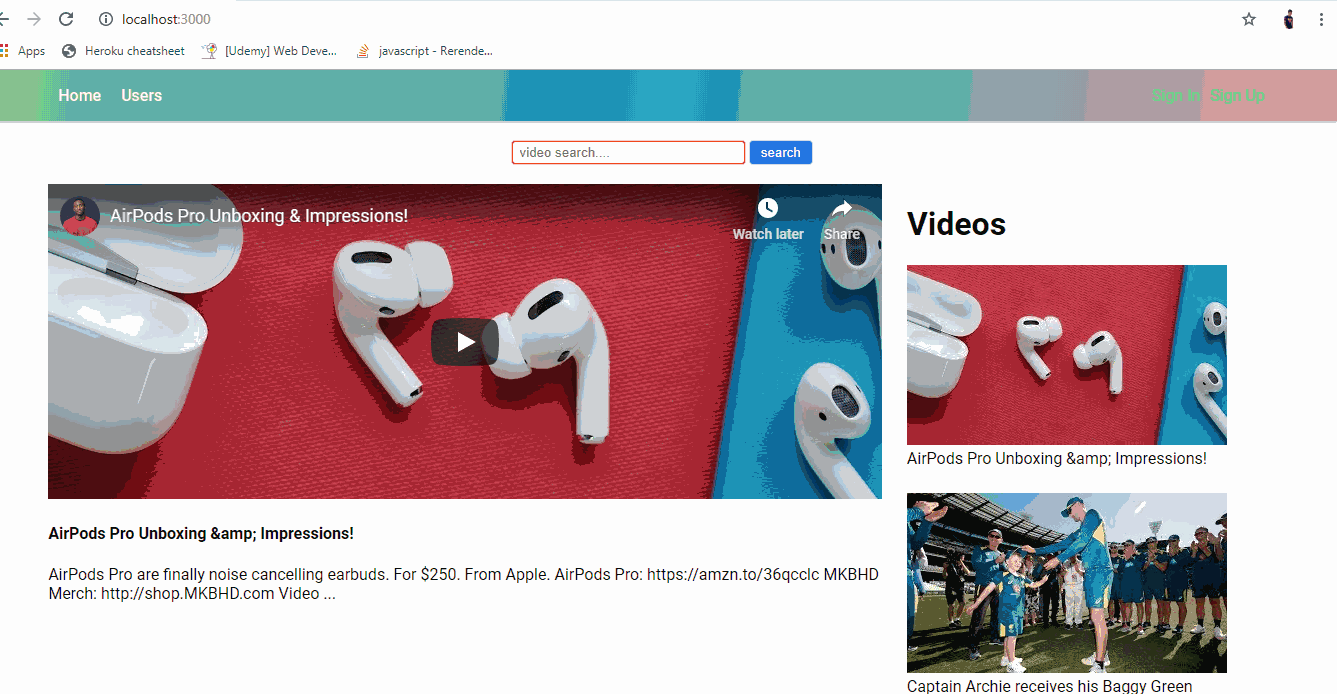 localhost:3000
Apps Heroku cheatsheet [Udemy] Web Deve... javascript - Rerende...
Home Users Sign In Sign Up
video search.... search
AirPods Pro Unboxing & Impressions! Watch later Share
Videos
AirPods Pro Unboxing &amp; Impressions!
AirPods Pro Unboxing &amp; Impressions!
AirPods Pro are finally noise cancelling earbuds. For $250. From Apple. AirPods Pro: https://amzn.to/36qcclc MKBHD
Merch: http://shop.MKBHD.com Video ...
Captain Archie receives his Baggy Green